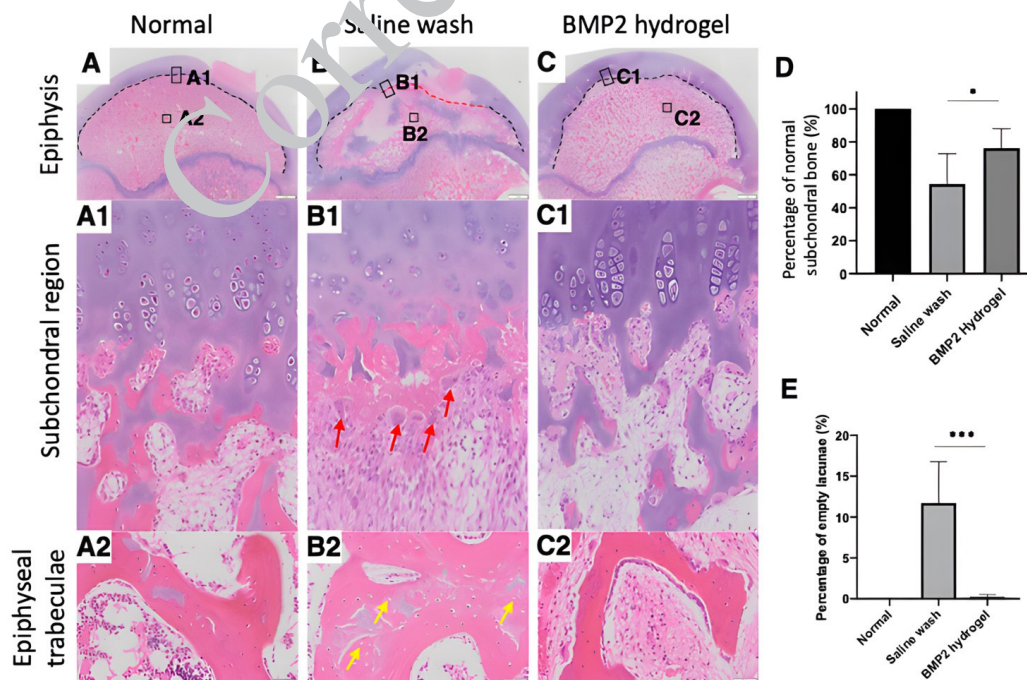 Normal
Saline wash
BMP2 hydrogel
Epiphysis
A
A1
A2
B1
B2
C
C1
C2
Subchondral region
A1
B1
C1
Epiphyseal
trabeculae
A2
B2
C2
D
*
Percentage of normal
subchondral bone (%)
100
80
60
40
20
0
Normal
Saline wash
BMP2 Hydrogel
E
***
Percentage of empty lacunae (%)
20
15
10
5
0
Normal
Saline wash
BMP2 hydrogel
Corre